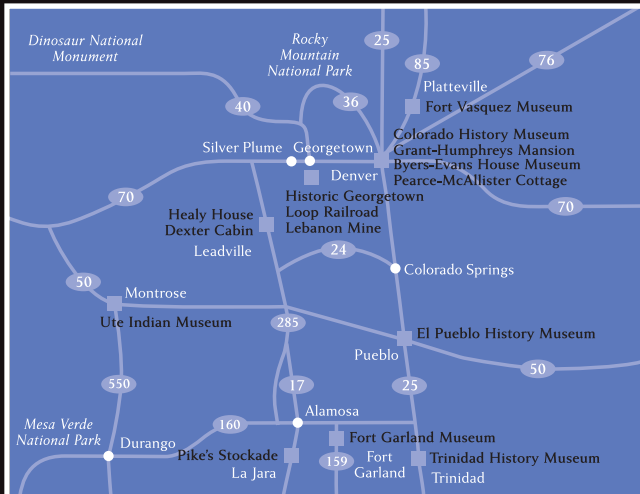 Dinosaur National
Monument
Rocky
Mountain
National Park
25
85
76
Platteville
Fort Vasquez Museum
40
36
Silver Plume
Georgetown
Denver
Colorado History Museum
Grant-Humphreys Mansion
Byers-Evans House Museum
Pearce-McAllister Cottage
70
70
Historic Georgetown
Loop Railroad
Lebanon Mine
Healy House
Dexter Cabin
Leadville
24
Colorado Springs
50
Montrose
Ute Indian Museum
285
El Pueblo History Museum
Pueblo
50
550
17
25
Mesa Verde
National Park
160
Alamosa
Durango
Pike's Stockade
La Jara
Fort Garland Museum
159
Fort
Garland
Trinidad History Museum
Trinidad